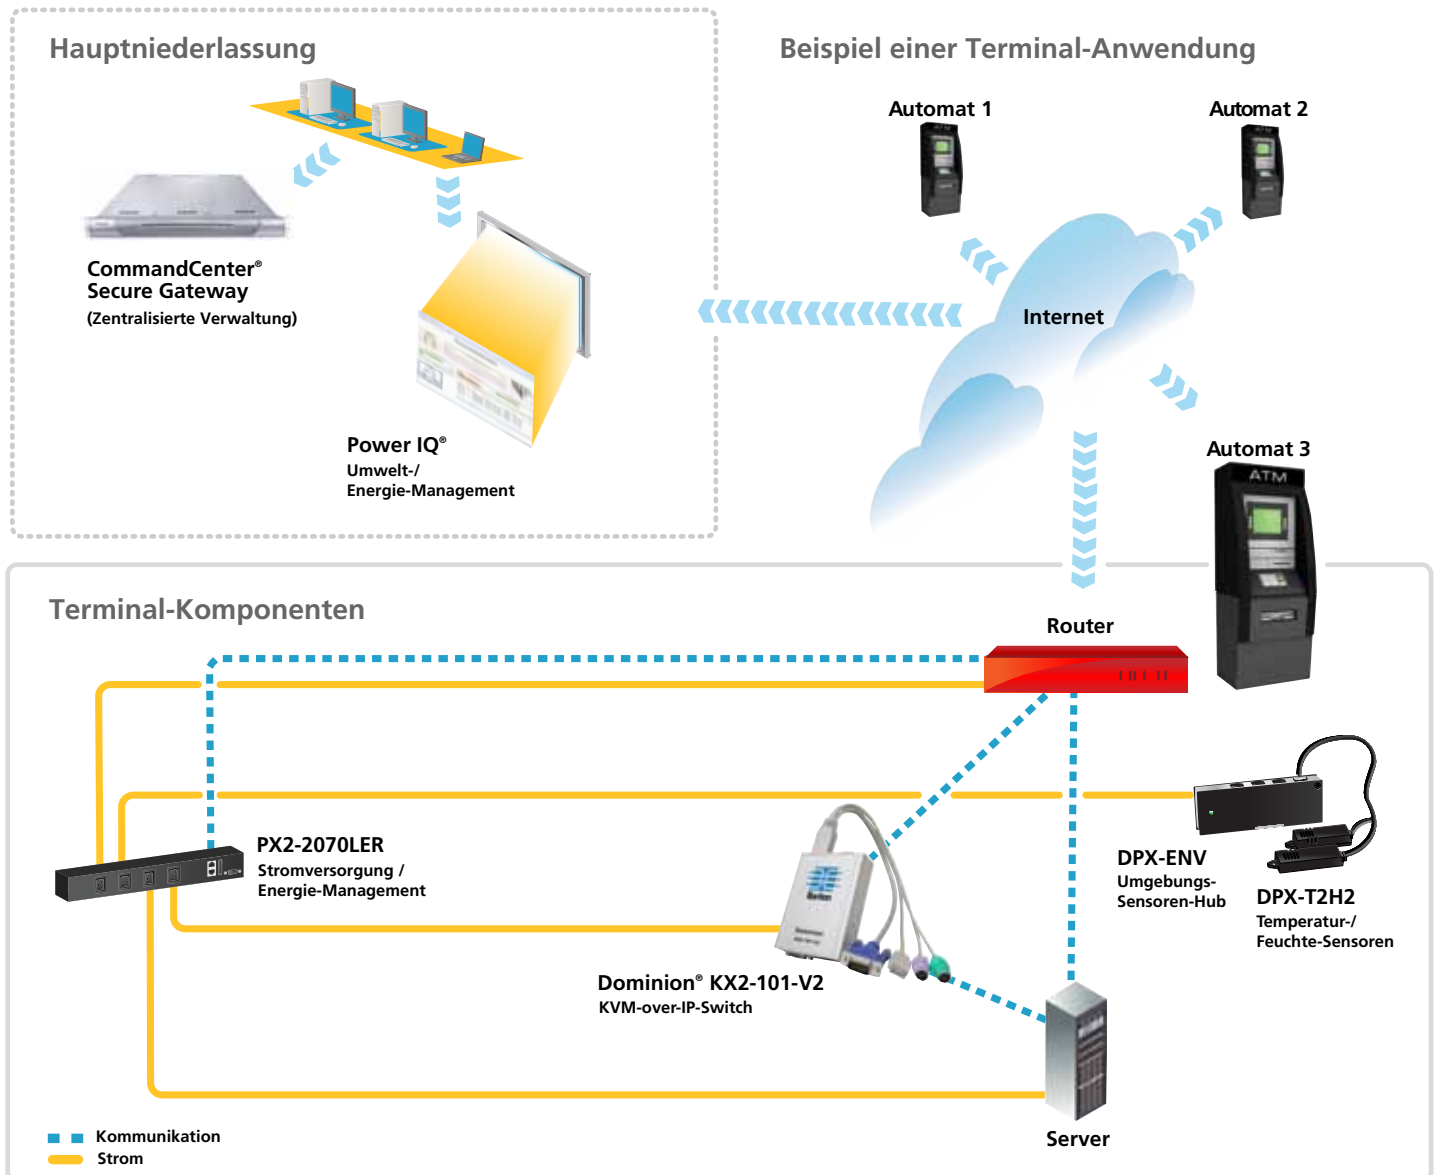 Hauptniederlassung
Beispiel einer Terminal-Anwendung
Automat 1
Automat 2
CommandCenter®
Secure Gateway
(Zentralisierte Verwaltung)
Internet
Power IQ®
Umwelt-/
Energie-Management
Automat 3
ATM
Terminal-Komponenten
Router
PX2-2070LER
Stromversorgung /
Energie-Management
DPX-ENV
Umgebungs-
Sensoren-Hub
DPX-T2H2
Temperatur-/
Feuchte-Sensoren
Dominion® KX2-101-V2
KVM-over-IP-Switch
Server
Kommunikation
Strom